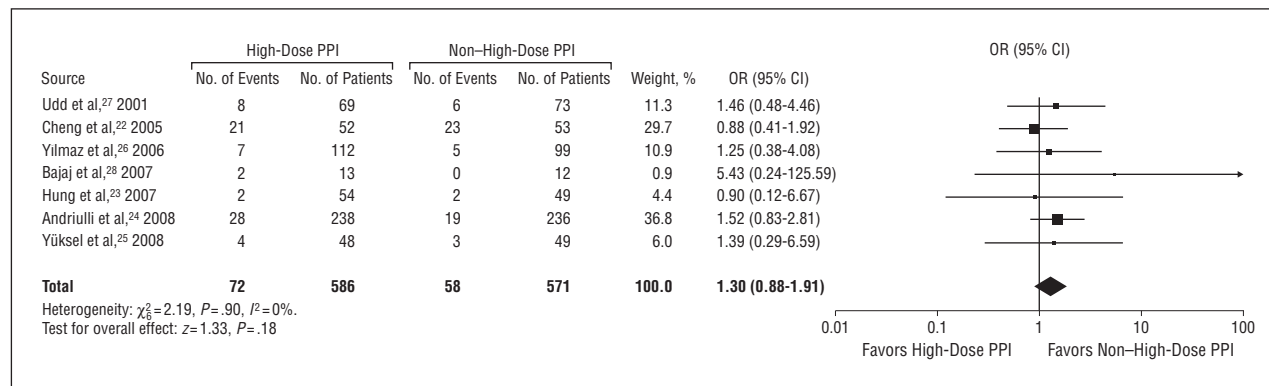 High-Dose PPI Non–High-Dose PPI OR (95% CI)
Source No. of Events No. of Patients No. of Events No. of Patients Weight, % OR (95% CI)
Udd et al,27 2001 8 69 6 73 11.3 1.46 (0.48-4.46)
Cheng et al,22 2005 21 52 23 53 29.7 0.88 (0.41-1.92)
Yılmaz et al,26 2006 7 112 5 99 10.9 1.25 (0.38-4.08)
Bajaj et al,28 2007 2 13 0 12 0.9 5.43 (0.24-125.59)
Hung et al,23 2007 2 54 2 49 4.4 0.90 (0.12-6.67)
Andriulli et al,24 2008 28 238 19 236 36.8 1.52 (0.83-2.81)
Yüksel et al,25 2008 4 48 3 49 6.0 1.39 (0.29-6.59)
Total 72 586 58 571 100.0 1.30 (0.88-1.91)
Heterogeneity: χ²₆=2.19, P=.90, I²=0%.
Test for overall effect: z=1.33, P=.18
0.01 0.1 1 10 100
Favors High-Dose PPI Favors Non–High-Dose PPI